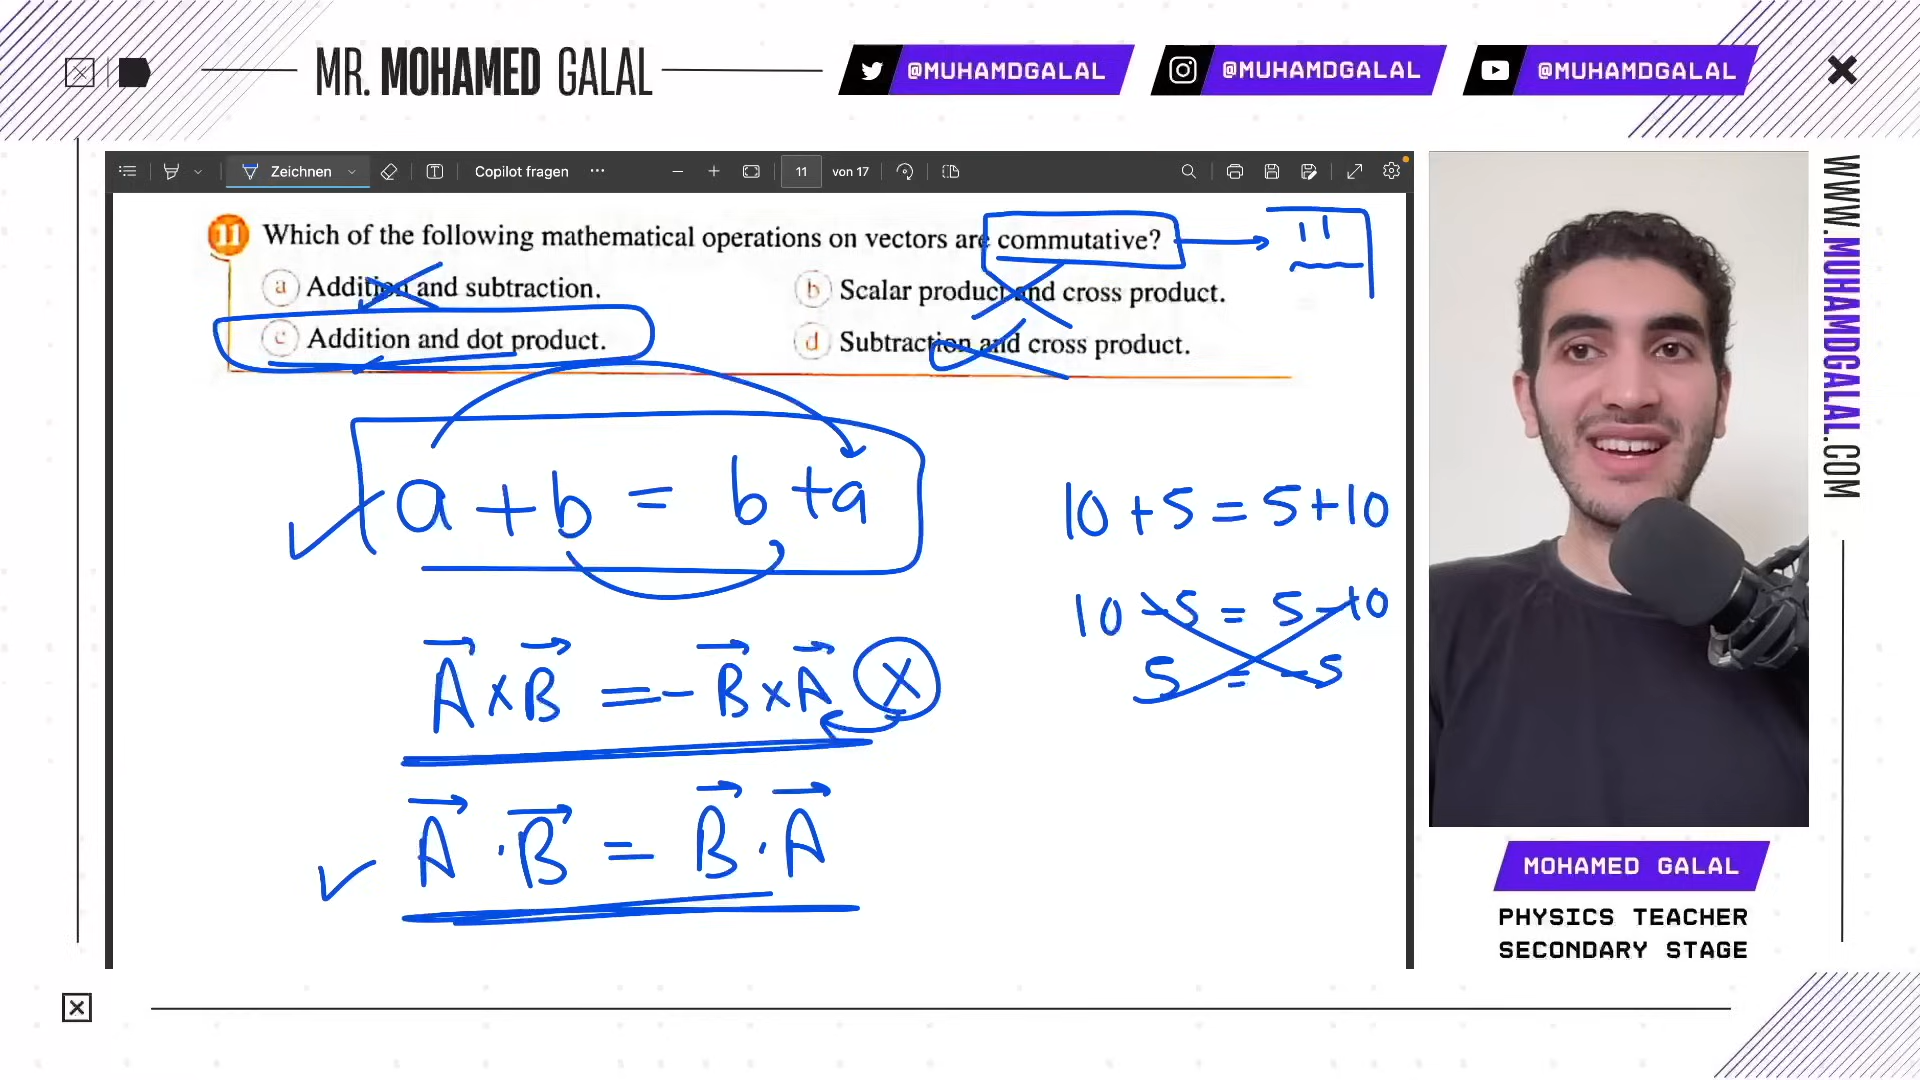 MR. MOHAMED GALAL
@MUHAMDGALAL
@MUHAMDGALAL
@MUHAMDGALAL
WWW.MUHAMDGALAL.COM
Zeichnen
Copilot fragen
11 von 17
11 Which of the following mathematical operations on vectors are commutative?
a Addition and subtraction.
b Scalar product and cross product.
c Addition and dot product.
d Subtraction and cross product.
a + b = b + a
10 + 5 = 5 + 10
10 - 5 = 5 - 10
5 = -5
A × B = - B × A X
A · B = B · A
MOHAMED GALAL
PHYSICS TEACHER
SECONDARY STAGE